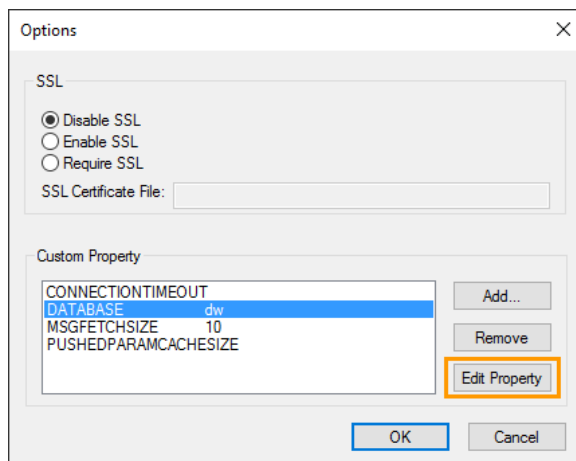 Options
SSL
Disable SSL
Enable SSL
Require SSL
SSL Certificate File:
Custom Property
CONNECTIONTIMEOUT
DATABASE dw
MSGFETCHSIZE 10
PUSHEDPARAMCACHESIZE
Add...
Remove
Edit Property
OK Cancel